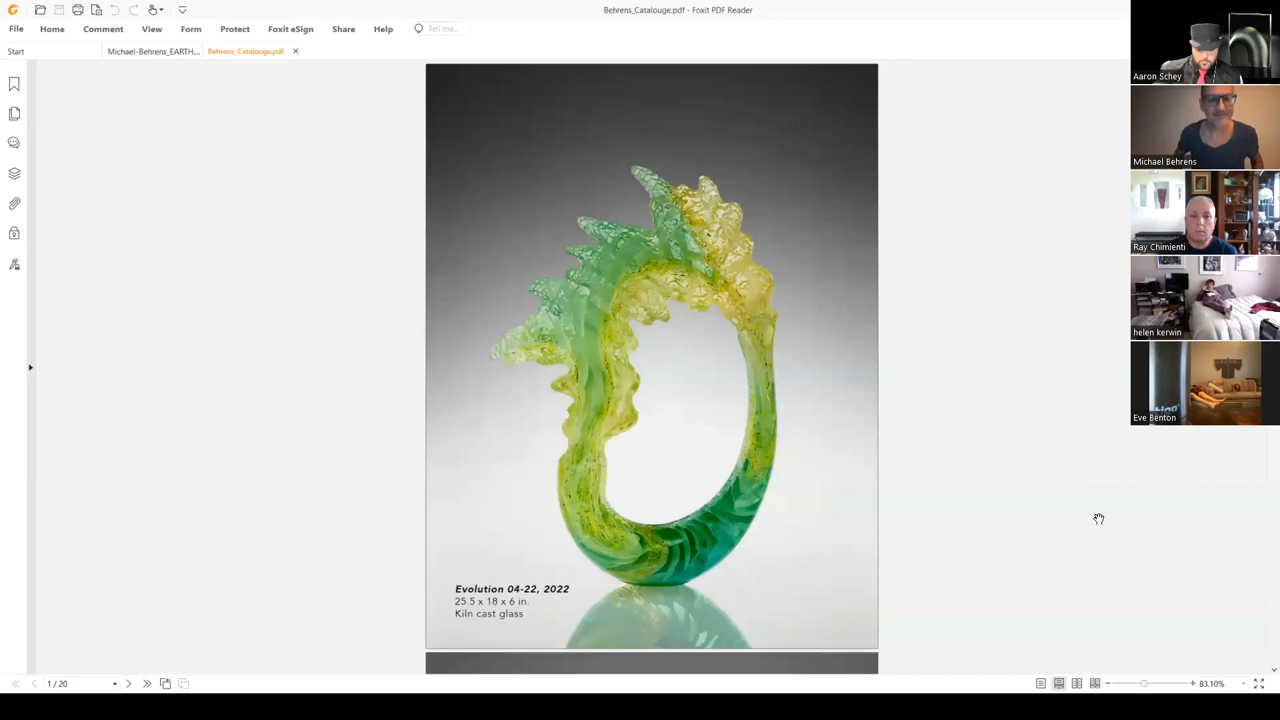 Behrens_Catalouge.pdf - Foxit PDF Reader
File Home Comment View Form Protect Foxit eSign Share Help Tell me...
Start Michael-Behrens_EARTH... Behrens_Catalouge.pdf
Aaron Schey
Michael Behrens
Ray Chimienti
helen kerwin
Eve Benton
Evolution 04-22, 2022
25.5 x 18 x 6 in.
Kiln cast glass
1 / 20
83.10%